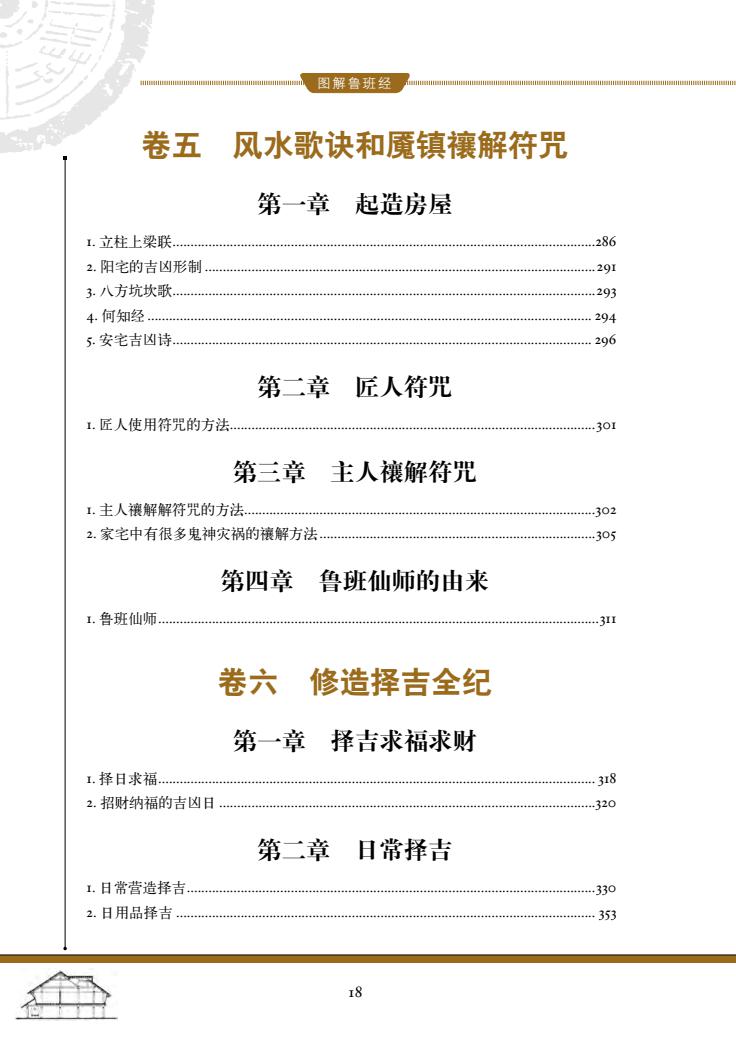 图解鲁班经
卷五 风水歌诀和魇镇禳解符咒
第一章 起造房屋
1. 立柱上梁联....................286
2. 阳宅的吉凶形制....................291
3. 八方坑坎歌....................293
4. 何知经....................294
5. 安宅吉凶诗....................296
第二章 匠人符咒
1. 匠人使用符咒的方法....................301
第三章 主人禳解符咒
1. 主人禳解解符咒的方法....................302
2. 家宅中有很多鬼神灾祸的禳解方法....................305
第四章 鲁班仙师的由来
1. 鲁班仙师....................311
卷六 修造择吉全纪
第一章 择吉求福求财
1. 择日求福....................318
2. 招财纳福的吉凶日....................320
第二章 日常择吉
1. 日常营造择吉....................330
2. 日用品择吉....................353
18